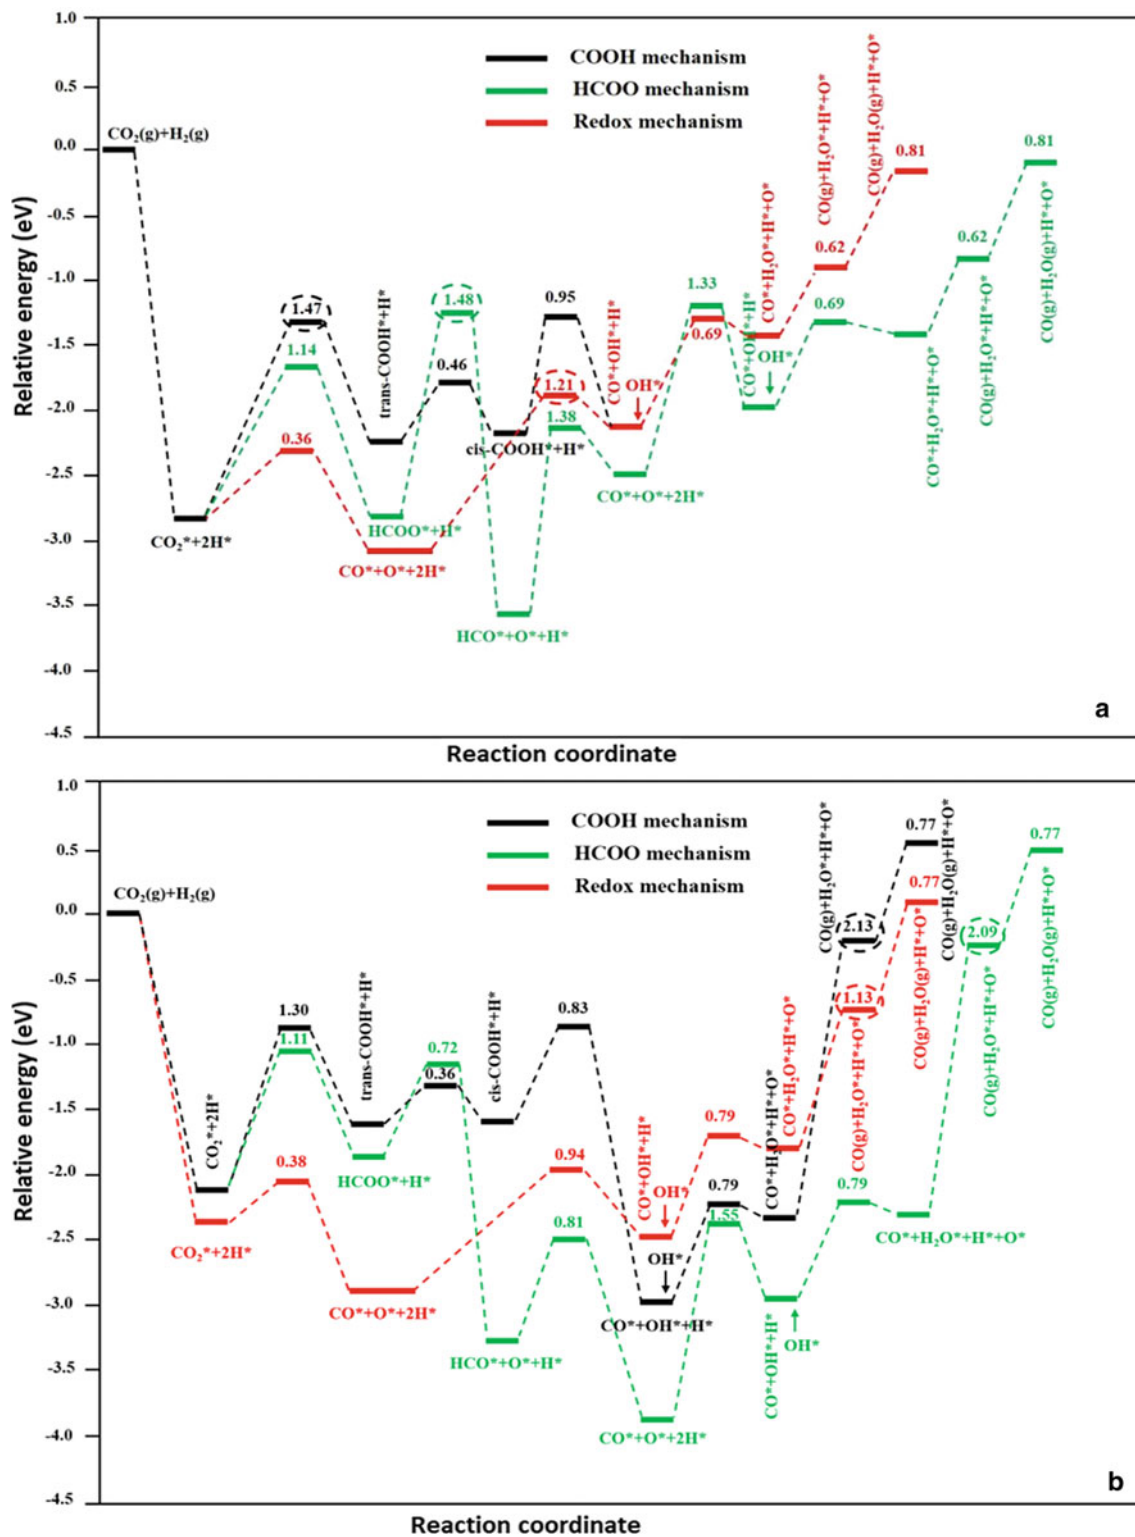 1.0
0.5
0.0
-0.5
-1.0
-1.5
-2.0
-2.5
-3.0
-3.5
-4.0
-4.5
Relative energy (eV)
COOH mechanism
HCOO mechanism
Redox mechanism
CO₂(g)+H₂(g)
CO₂*+2H*
1.47
1.14
0.36
trans-COOH*+H*
HCOO*+H*
CO*+O*+2H*
1.48
0.46
cis-COOH*+H*
HCO*+O*+H*
0.95
1.21
1.38
CO*+OH*+H*
OH*
CO*+O*+2H*
1.33
0.69
CO*+OH*+H*
OH*
CO*+H₂O*+H*+O*
CO(g)+H₂O*+H*+O*
0.62
0.69
CO(g)+H₂O(g)+H*+O*
0.81
CO*+H₂O*+H*+O*
0.62
CO(g)+H₂O*+H*+O*
0.81
CO(g)+H₂O(g)+H*+O*
a
Reaction coordinate
1.0
0.5
0.0
-0.5
-1.0
-1.5
-2.0
-2.5
-3.0
-3.5
-4.0
-4.5
Relative energy (eV)
COOH mechanism
HCOO mechanism
Redox mechanism
CO₂(g)+H₂(g)
CO₂*+2H*
CO₂*+2H*
1.30
1.11
0.38
trans-COOH*+H*
HCOO*+H*
CO*+O*+2H*
0.72
0.36
cis-COOH*+H*
HCO*+O*+H*
0.83
0.94
0.81
CO*+OH*+H*
OH*
OH*
CO*+OH*+H*
CO*+O*+2H*
0.79
0.79
1.55
CO*+H₂O*+H*+O*
CO*+H₂O*+H*+O*
CO*+OH*+H*
OH*
CO(g)+H₂O*+H*+O*
2.13
1.13
CO(g)+H₂O*+H*+O*
0.79
0.77
CO(g)+H₂O(g)+H*+O*
0.77
CO(g)+H₂O(g)+H*+O*
CO*+H₂O*+H*+O*
2.09
CO(g)+H₂O*+H*+O*
0.77
CO(g)+H₂O(g)+H*+O*
b
Reaction coordinate